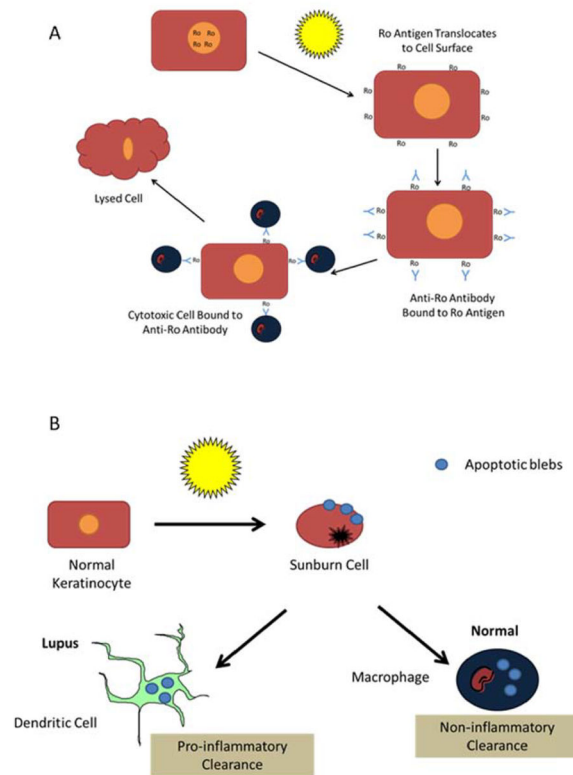 A
Ro Ro
Ro Ro
Ro Antigen Translocates
to Cell Surface
Ro Ro
Ro Ro
Ro Ro
Ro Ro
Lysed Cell
Ro Ro
Ro Ro
Ro Ro
Ro Ro
Anti-Ro Antibody
Bound to Ro Antigen
Ro
Ro Ro
Ro
Cytotoxic Cell Bound to
Anti-Ro Antibody
B
Apoptotic blebs
Normal
Keratinocyte
Sunburn Cell
Lupus
Dendritic Cell
Pro-inflammatory
Clearance
Normal
Macrophage
Non-inflammatory
Clearance